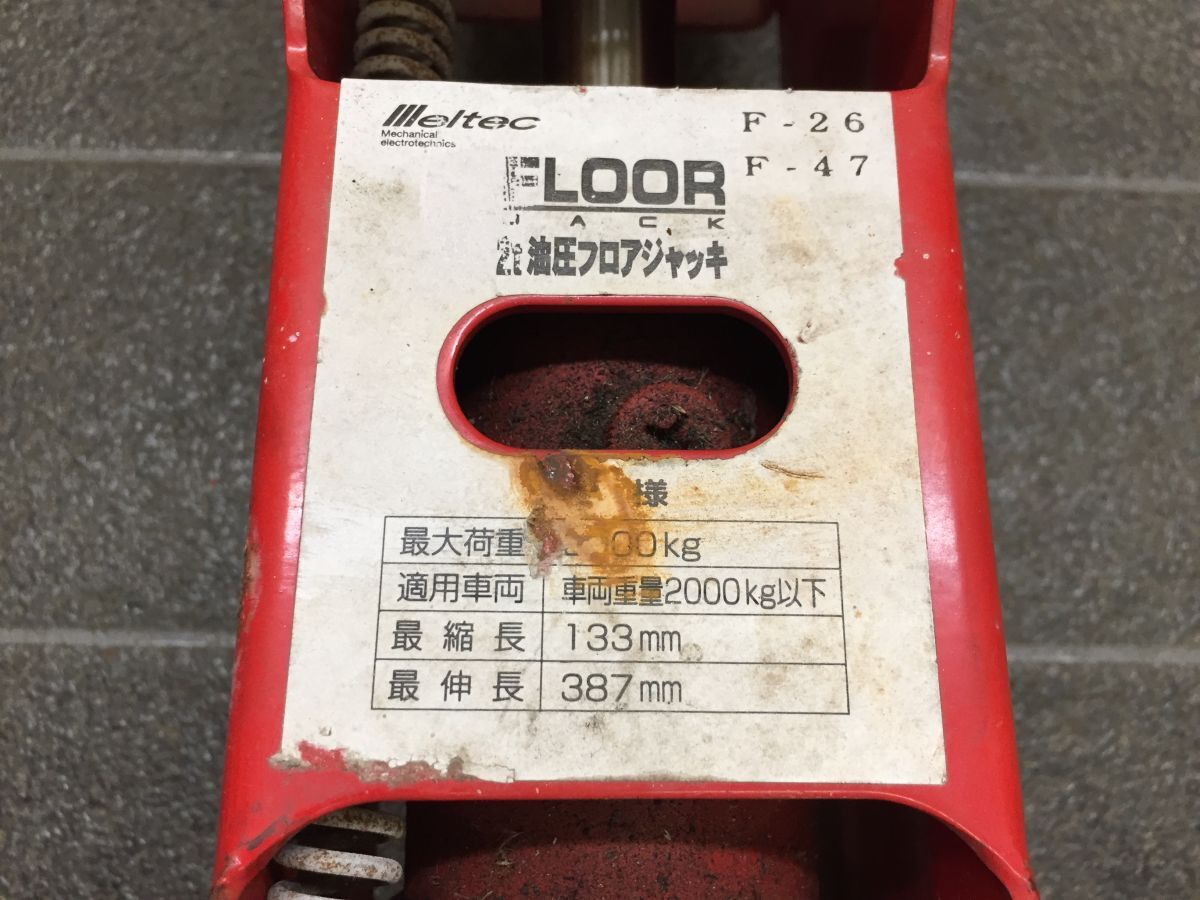 Meltec
Mechanical
electrotechnics
F-26
F-47
FLOOR
JACK
2t 油圧フロアジャッキ
様
最大荷重 kg
適用車両 車両重量2000kg以下
最縮長 133mm
最伸長 387mm